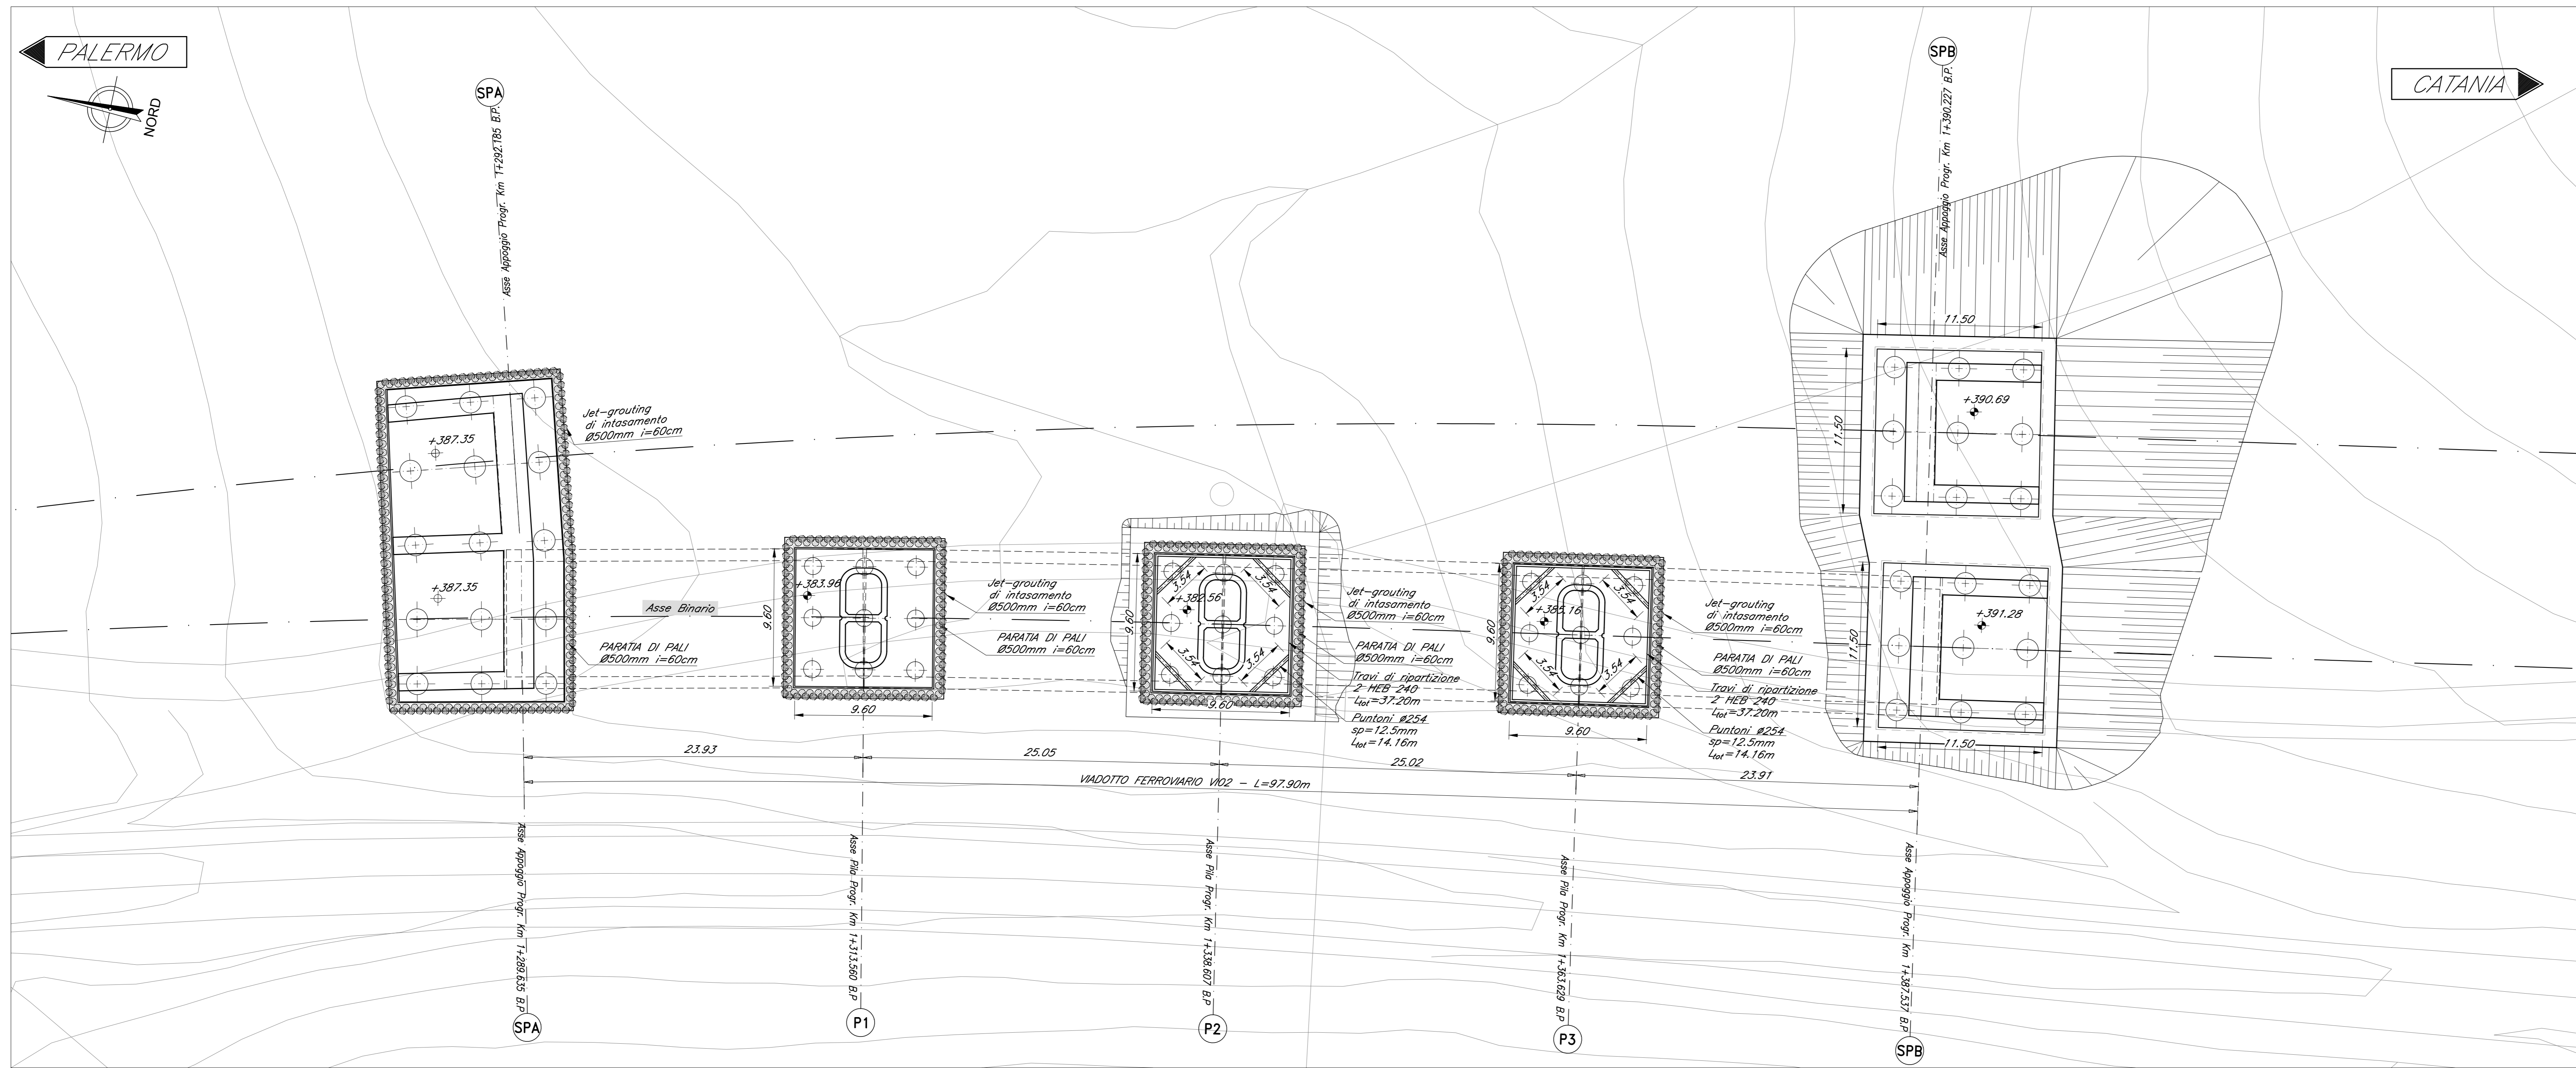 PALERMO
NORD
SPA
Asse Appoggio Progr. Km 1+292.185 B.P.
SPB
Asse Appoggio Progr. Km 1+390.227 B.P.
CATANIA
+387.35
Jet-grouting
di intasamento
Ø500mm i=60cm
+387.35
PARATIA DI PALI
Ø500mm i=60cm
Asse Binario
9.60
+383.96
9.60
Jet-grouting
di intasamento
Ø500mm i=60cm
PARATIA DI PALI
Ø500mm i=60cm
9.60
3.54
3.54
+382.56
3.54
3.54
9.60
Jet-grouting
di intasamento
Ø500mm i=60cm
PARATIA DI PALI
Ø500mm i=60cm
Travi di ripartizione
2 HEB 240
Ltot=37.20m
Puntoni Ø254
sp=12.5mm
Ltot=14.16m
9.60
3.54
3.54
+385.16
3.54
3.54
9.60
Jet-grouting
di intasamento
Ø500mm i=60cm
PARATIA DI PALI
Ø500mm i=60cm
Travi di ripartizione
2 HEB 240
Ltot=37.20m
Puntoni Ø254
sp=12.5mm
Ltot=14.16m
11.50
11.50
+390.69
11.50
+391.28
11.50
23.93
25.05
25.02
23.91
VIADOTTO FERROVIARIO VI02 - L=97.90m
Asse Appoggio Progr. Km 1+289.635 B.P
SPA
Asse Pila Progr. Km 1+313.560 B.P
P1
Asse Pila Progr. Km 1+338.607 B.P
P2
Asse Pila Progr. Km 1+363.629 B.P
P3
Asse Appoggio Progr. Km 1+387.537 B.P
SPB